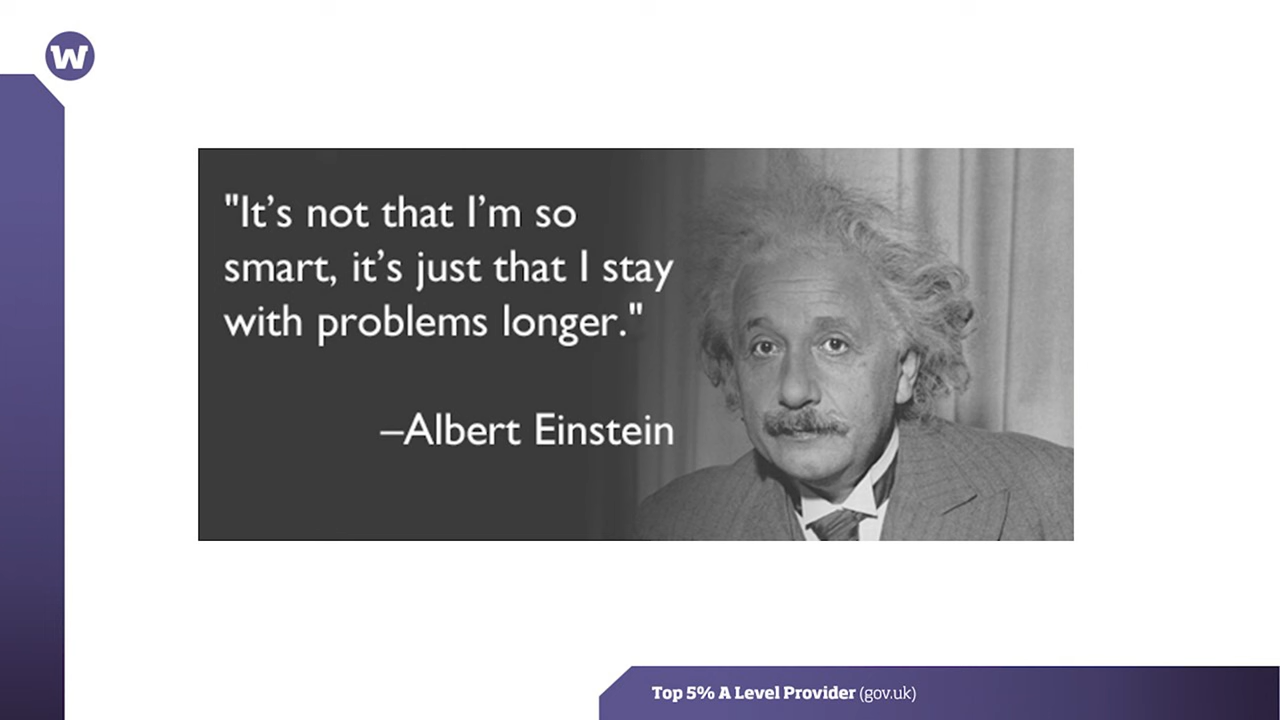 W
"It’s not that I’m so
smart, it’s just that I stay
with problems longer."
–Albert Einstein
Top 5% A Level Provider (gov.uk)